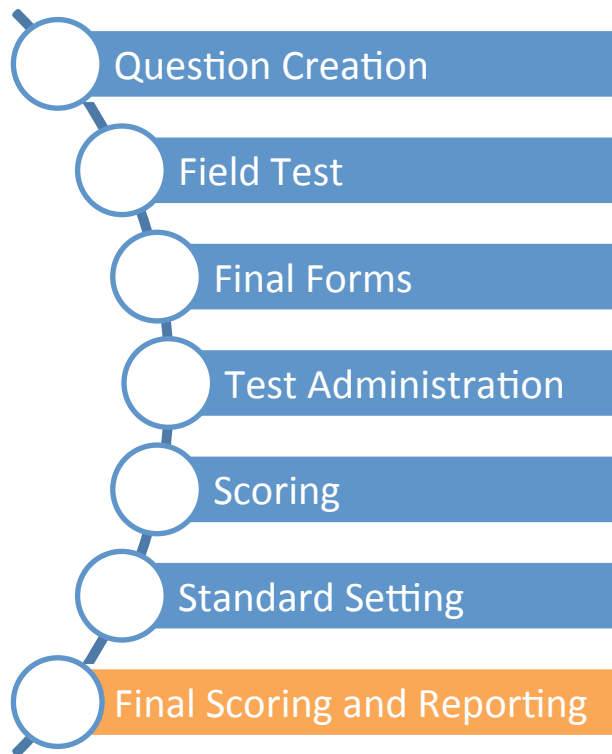 Question Creation
Field Test
Final Forms
Test Administration
Scoring
Standard Setting
Final Scoring and Reporting